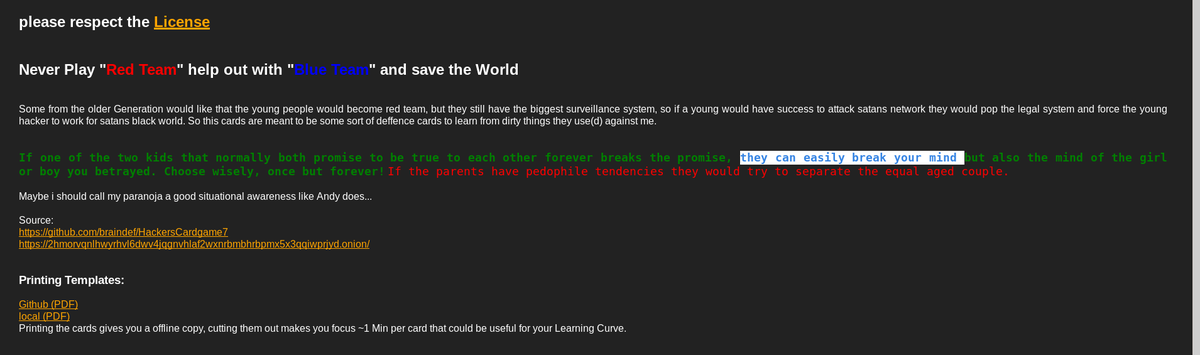 please respect the License
Never Play "Red Team" help out with "Blue Team" and save the World
Some from the older Generation would like that the young people would become red team, but they still have the biggest surveillance system, so if a young would have success to attack satans network they would pop the legal system and force the young
hacker to work for satans black world. So this cards are meant to be some sort of deffence cards to learn from dirty things they use(d) against me.
If one of the two kids that normally both promise to be true to each other forever breaks the promise, they can easily break your mind but also the mind of the girl
or boy you betrayed. Choose wisely, once but forever! If the parents have pedophile tendencies they would try to separate the equal aged couple.
Maybe i should call my paranoja a good situational awareness like Andy does...
Source:
https://github.com/braindef/HackersCardgame7
https://2hmorvqnlhwyrhvl6dwv4jqgnvhlaf2wxnrbmbhrbpmx5x3qqiwprjyd.onion/
Printing Templates:
Github (PDF)
local (PDF)
Printing the cards gives you a offline copy, cutting them out makes you focus ~1 Min per card that could be useful for your Learning Curve.